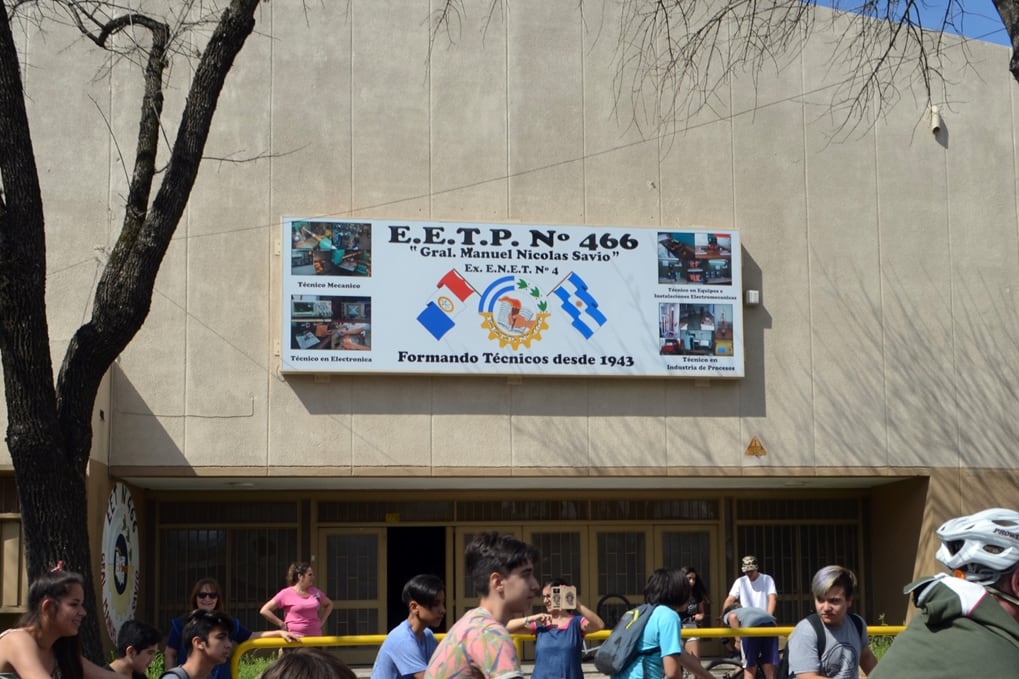 E.E.T.P. Nº 466
"Gral. Manuel Nicolas Savio"
Ex. E.N.E.T. Nº 4
Formando Técnicos desde 1943
Técnico Mecanico
Técnico en Electronica
Técnico en Equipos e
Instalaciones Electromecanicas
Técnico en
Industria de Procesos